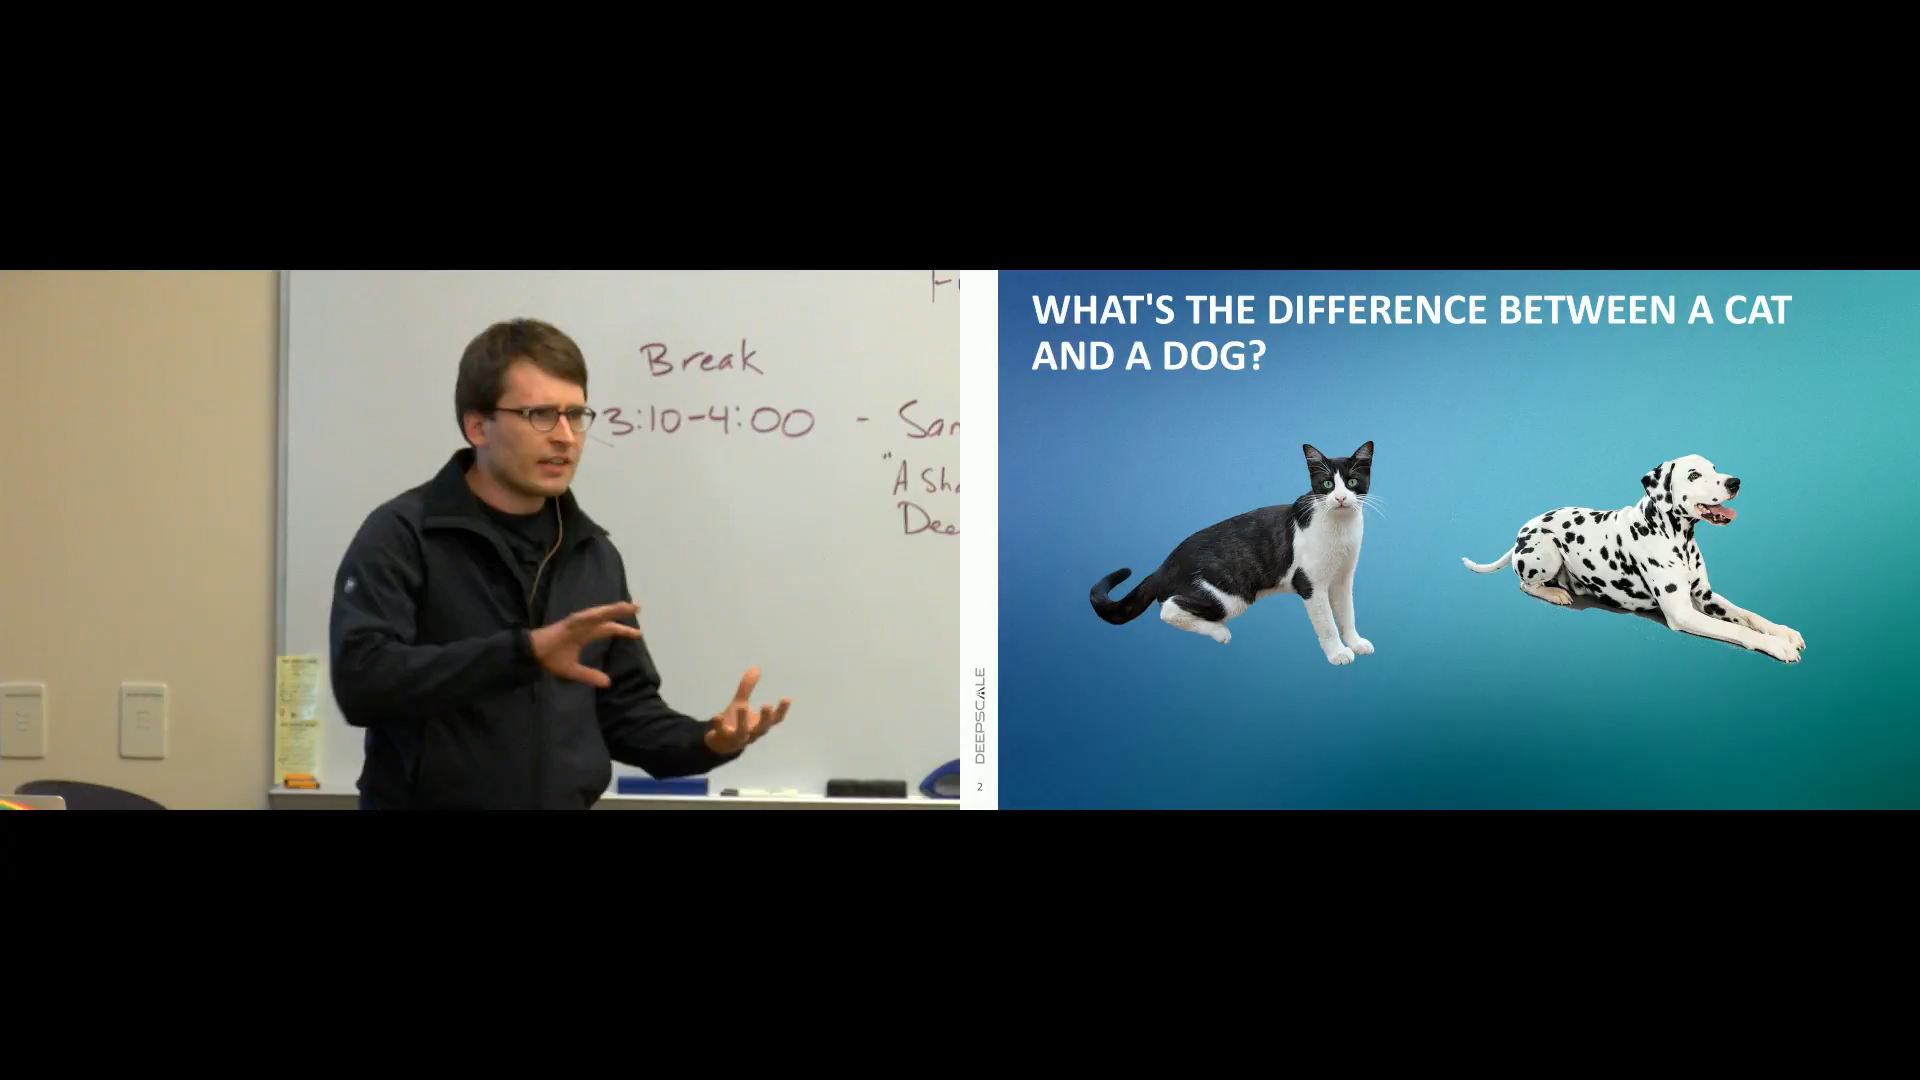 Break
3:10-4:00 -
"A
WHAT'S THE DIFFERENCE BETWEEN A CAT
AND A DOG?
DEEPSCALE
2